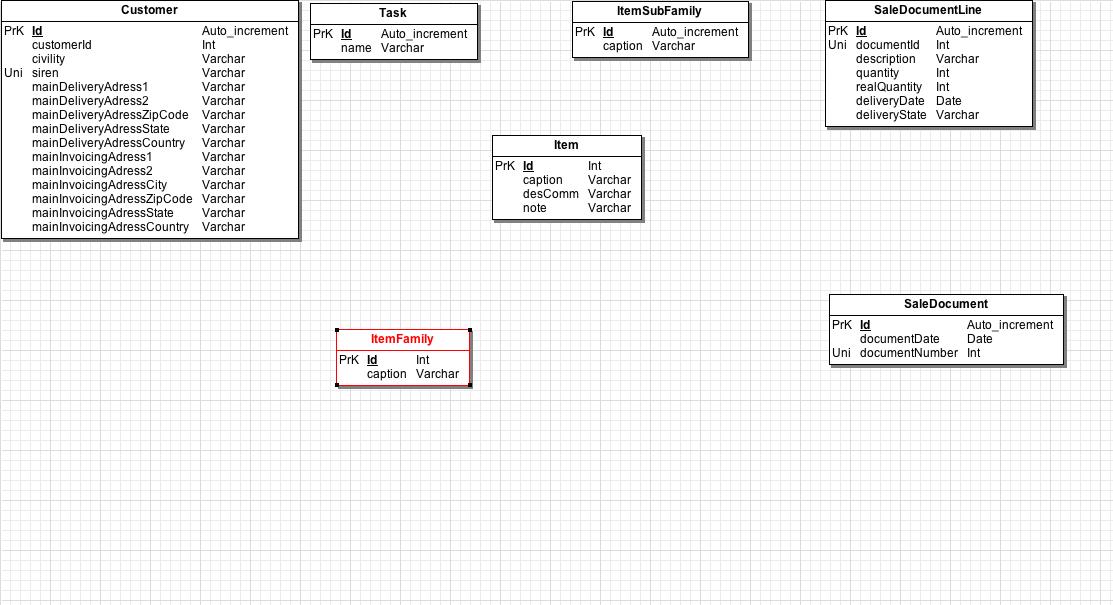 Customer
PrK Id Auto_increment
customerId Int
civility Varchar
Uni siren Varchar
mainDeliveryAdress1 Varchar
mainDeliveryAdress2 Varchar
mainDeliveryAdressZipCode Varchar
mainDeliveryAdressState Varchar
mainDeliveryAdressCountry Varchar
mainInvoicingAdress1 Varchar
mainInvoicingAdress2 Varchar
mainInvoicingAdressCity Varchar
mainInvoicingAdressZipCode Varchar
mainInvoicingAdressState Varchar
mainInvoicingAdressCountry Varchar
Task
PrK Id Auto_increment
name Varchar
ItemSubFamily
PrK Id Auto_increment
caption Varchar
SaleDocumentLine
PrK Id Auto_increment
Uni documentId Int
description Varchar
quantity Int
realQuantity Int
deliveryDate Date
deliveryState Varchar
Item
PrK Id Int
caption Varchar
desComm Varchar
note Varchar
SaleDocument
PrK Id Auto_increment
documentDate Date
Uni documentNumber Int
ItemFamily
PrK Id Int
caption Varchar